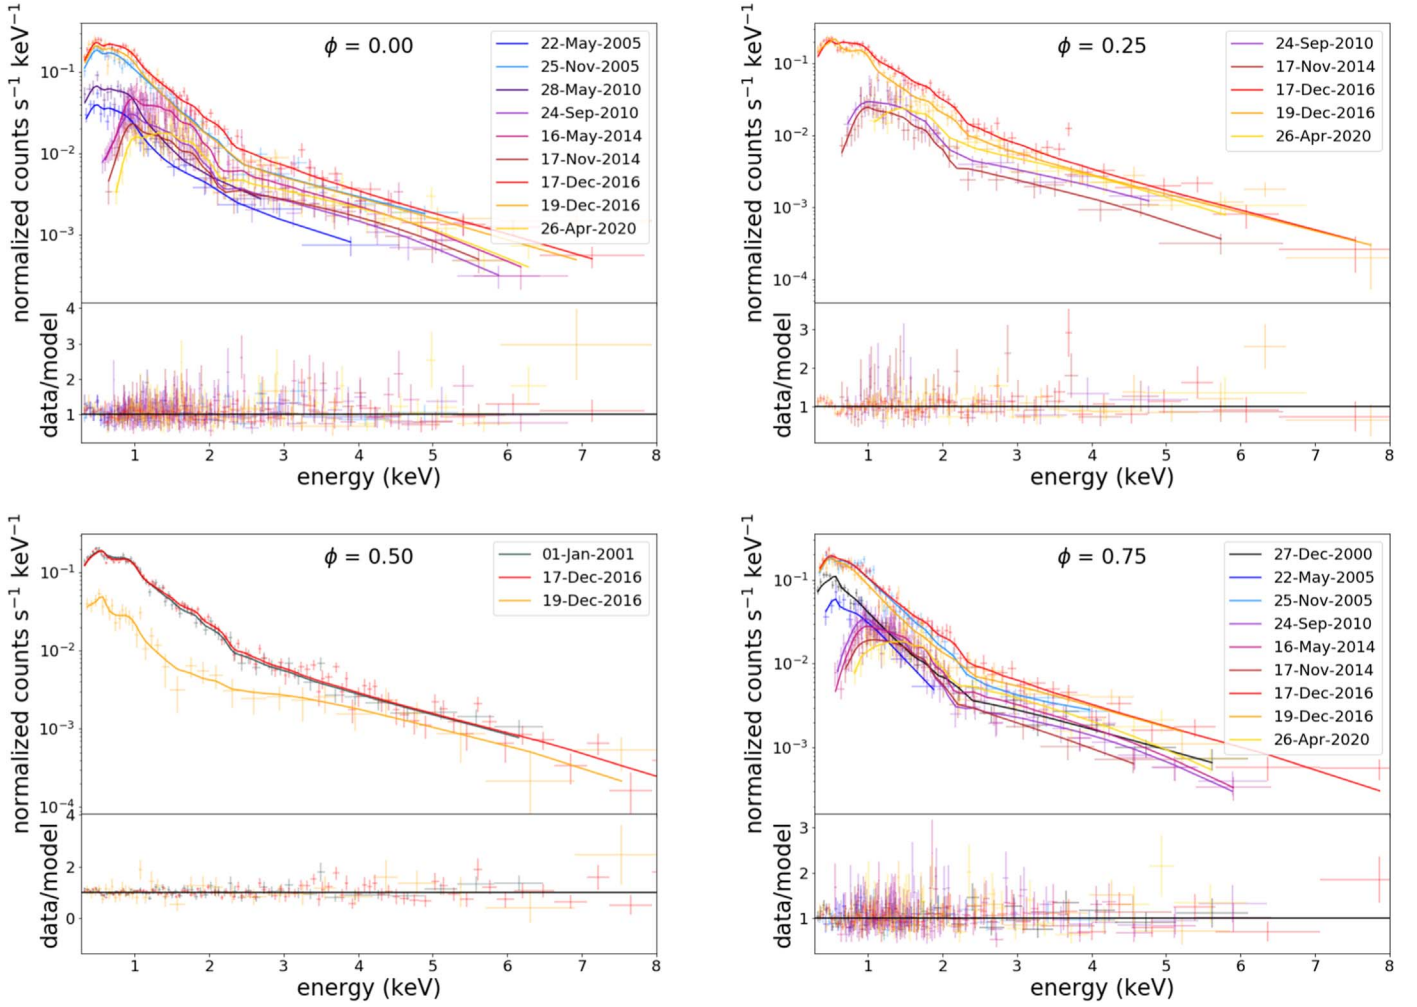 ϕ = 0.00
22-May-2005
25-Nov-2005
28-May-2010
24-Sep-2010
16-May-2014
17-Nov-2014
17-Dec-2016
19-Dec-2016
26-Apr-2020
normalized counts s⁻¹ keV⁻¹
10⁻¹
10⁻²
10⁻³
data/model
4
3
2
1
1 2 3 4 5 6 7 8
energy (keV)
ϕ = 0.25
24-Sep-2010
17-Nov-2014
17-Dec-2016
19-Dec-2016
26-Apr-2020
normalized counts s⁻¹ keV⁻¹
10⁻¹
10⁻²
10⁻³
10⁻⁴
data/model
3
2
1
1 2 3 4 5 6 7 8
energy (keV)
ϕ = 0.50
01-Jan-2001
17-Dec-2016
19-Dec-2016
normalized counts s⁻¹ keV⁻¹
10⁻¹
10⁻²
10⁻³
10⁻⁴
data/model
4
2
0
1 2 3 4 5 6 7 8
energy (keV)
ϕ = 0.75
27-Dec-2000
22-May-2005
25-Nov-2005
24-Sep-2010
16-May-2014
17-Nov-2014
17-Dec-2016
19-Dec-2016
26-Apr-2020
normalized counts s⁻¹ keV⁻¹
10⁻¹
10⁻²
10⁻³
data/model
3
2
1
1 2 3 4 5 6 7 8
energy (keV)